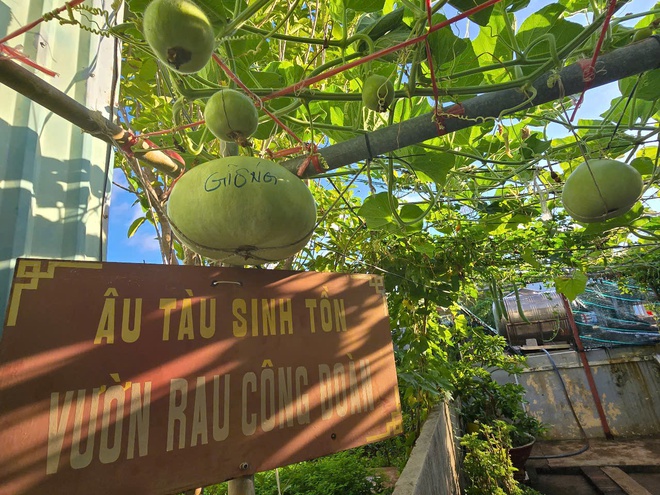 GIỐNG
ÂU TÀU SINH TỒN
VƯỜN RAU CÔNG ĐOÀN